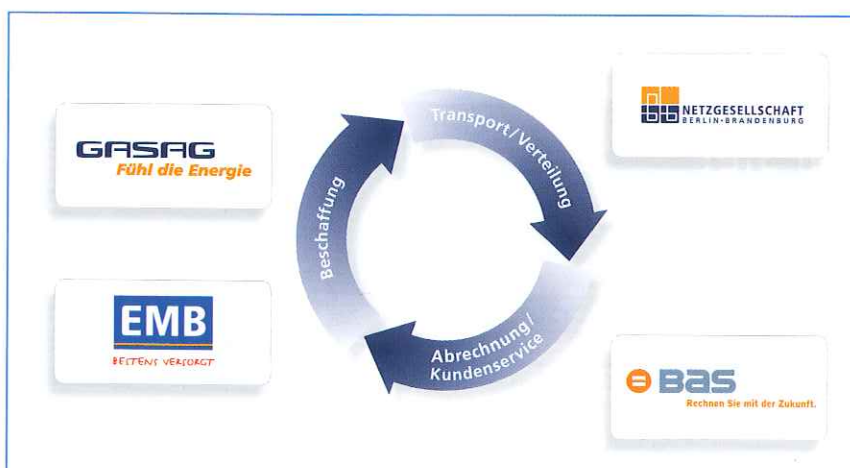 GASAG
Fühl die Energie
EMB
BESTENS VERSORGT
Beschaffung
Transport/Verteilung
Abrechnung/
Kundenservice
NETZGESELLSCHAFT
BERLIN•BRANDENBURG
BAS
Rechnen Sie mit der Zukunft.